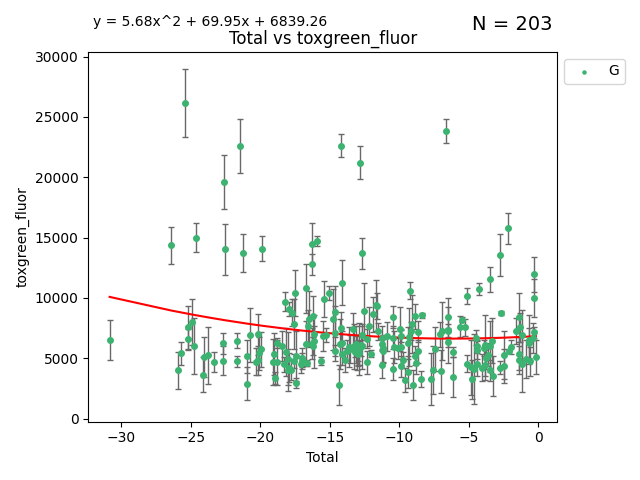 y = 5.68x^2 + 69.95x + 6839.26
N = 203
Total vs toxgreen_fluor
G
30000
25000
20000
15000
10000
5000
0
toxgreen_fluor
−30 −25 −20 −15 −10 −5 0
Total